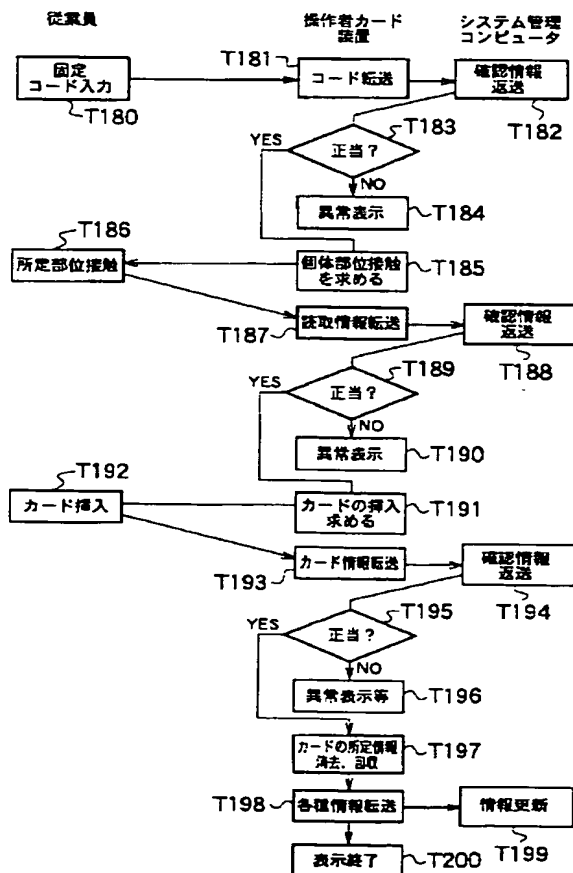 従業員
操作者カード
装置
システム管理
コンピュータ
固定
コード入力
T180
T181
コード転送
確認情報
返送
T182
T183
YES
正当?
NO
異常表示
T184
T186
所定部位接触
個体部位接触
を求める
T185
読取情報転送
T187
確認情報
返送
T188
T189
YES
正当?
NO
異常表示
T190
T192
カード挿入
カードの挿入
求める
T191
カード情報転送
T193
確認情報
返送
T194
T195
YES
正当?
NO
異常表示等
T196
カードの所定情報
消去、回収
T197
T198
各種情報転送
情報更新
T199
表示終了
T200